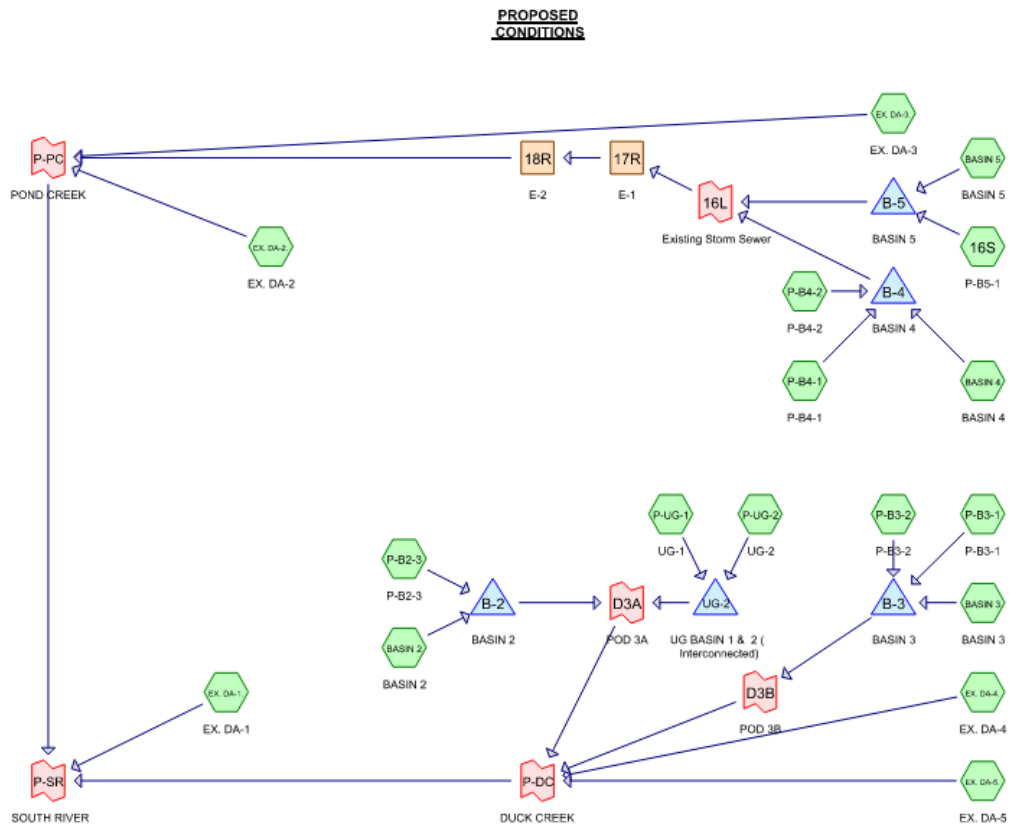 PROPOSED
CONDITIONS
EX. DA-3.
EX. DA-3
P-PC
POND CREEK
18R
E-2
17R
E-1
BASIN 5
BASIN 5
16L
Existing Storm Sewer
B-5
BASIN 5
EX. DA-2.
EX. DA-2
16S
P-B5-1
P-B4-2
P-B4-2
B-4
BASIN 4
P-B4-1
P-B4-1
BASIN 4
BASIN 4
P-UG-1
UG-1
P-UG-2
UG-2
P-B3-2
P-B3-2
P-B3-1
P-B3-1
P-B2-3
P-B2-3
B-2
BASIN 2
D3A
POD 3A
UG-2
UG BASIN 1 & 2 (
Interconnected)
B-3
BASIN 3
BASIN 3
BASIN 3
BASIN 2
BASIN 2
EX. DA-1.
EX. DA-1
D3B
POD 3B
EX. DA-4.
EX. DA-4
P-SR
SOUTH RIVER
P-DC
DUCK CREEK
EX. DA-5.
EX. DA-5